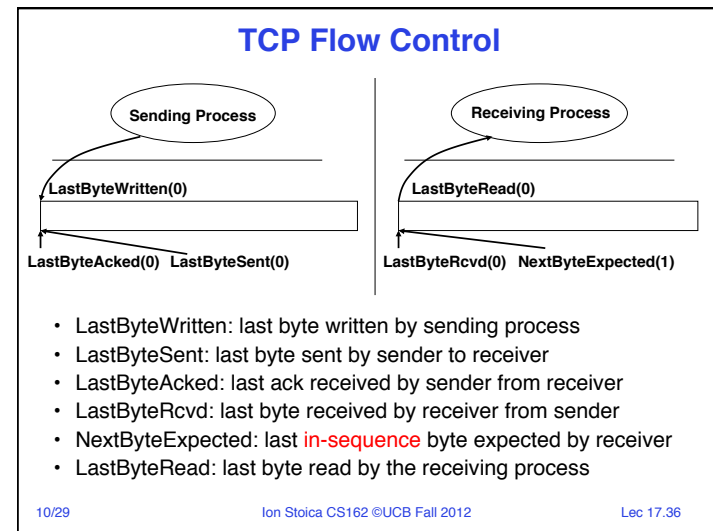 TCP Flow Control
Sending Process
Receiving Process
LastByteWritten(0)
LastByteRead(0)
LastByteAcked(0) LastByteSent(0)
LastByteRcvd(0) NextByteExpected(1)
• LastByteWritten: last byte written by sending process
• LastByteSent: last byte sent by sender to receiver
• LastByteAcked: last ack received by sender from receiver
• LastByteRcvd: last byte received by receiver from sender
• NextByteExpected: last in-sequence byte expected by receiver
• LastByteRead: last byte read by the receiving process
10/29 Ion Stoica CS162 ©UCB Fall 2012 Lec 17.36